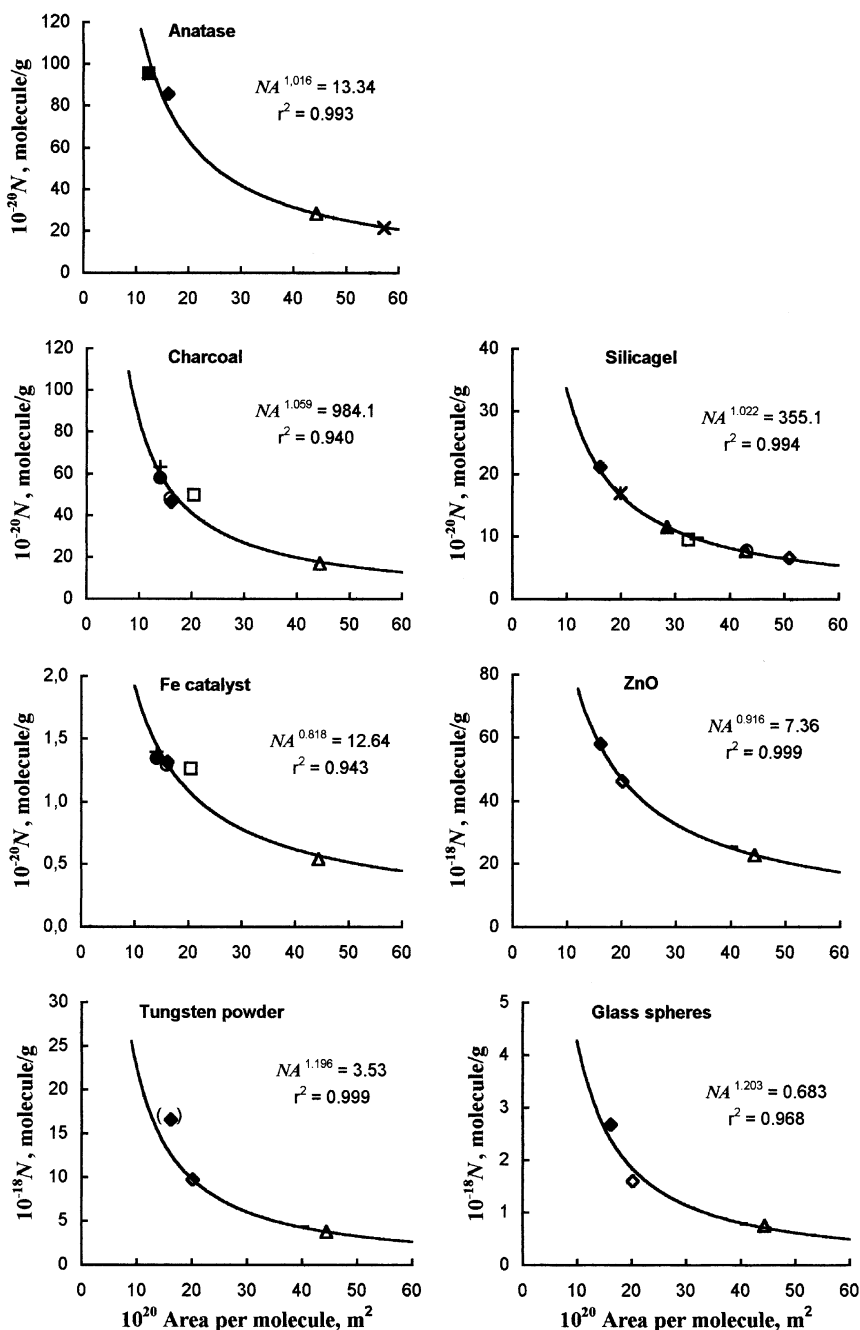 Anatase
NA^1,016 = 13.34
r² = 0.993
10⁻²⁰N, molecule/g
120
100
80
60
40
20
0
0 10 20 30 40 50 60
Charcoal
NA^1.059 = 984.1
r² = 0.940
10⁻²⁰N, molecule/g
120
100
80
60
40
20
0
0 10 20 30 40 50 60
Silicagel
NA^1.022 = 355.1
r² = 0.994
10⁻²⁰N, molecule/g
40
30
20
10
0
0 10 20 30 40 50 60
Fe catalyst
NA^0.818 = 12.64
r² = 0.943
10⁻²⁰N, molecule/g
2,0
1,5
1,0
0,5
0,0
0 10 20 30 40 50 60
ZnO
NA^0.916 = 7.36
r² = 0.999
10⁻¹⁸N, molecule/g
80
60
40
20
0
0 10 20 30 40 50 60
Tungsten powder
NA^1.196 = 3.53
r² = 0.999
10⁻¹⁸N, molecule/g
30
25
20
15
10
5
0
0 10 20 30 40 50 60
10²⁰ Area per molecule, m²
Glass spheres
NA^1.203 = 0.683
r² = 0.968
10⁻¹⁸N, molecule/g
5
4
3
2
1
0
0 10 20 30 40 50 60
10²⁰ Area per molecule, m²